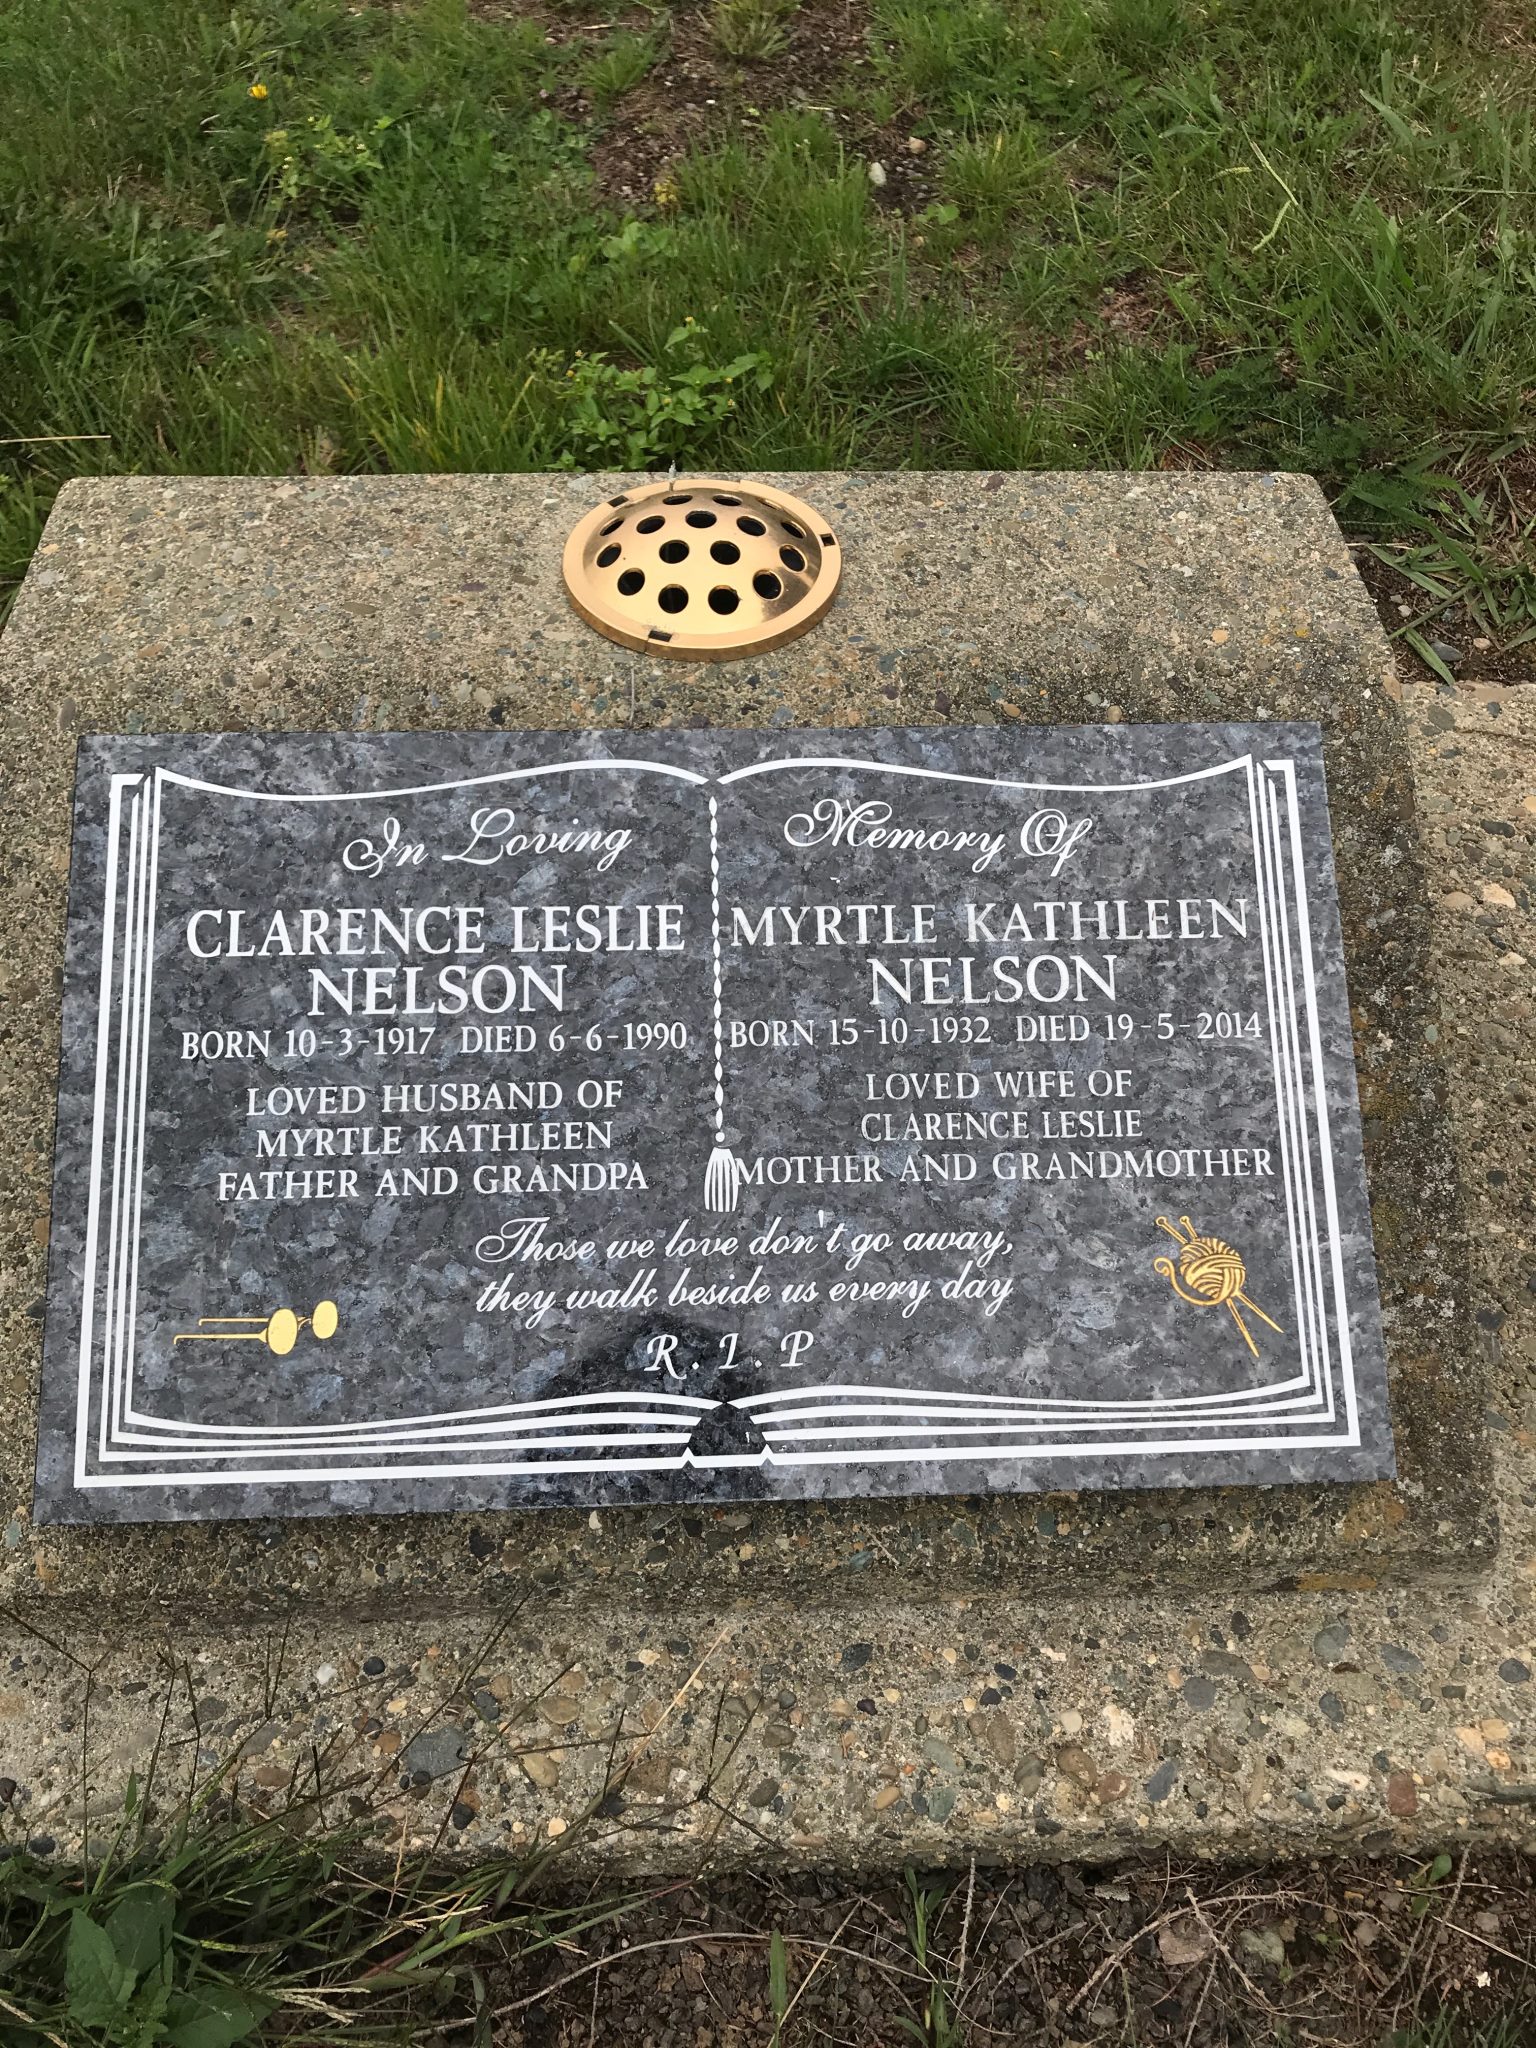 In Loving Memory Of
CLARENCE LESLIE
NELSON
BORN 10-3-1917 DIED 6-6-1990
LOVED HUSBAND OF
MYRTLE KATHLEEN
FATHER AND GRANDPA
MYRTLE KATHLEEN
NELSON
BORN 15-10-1932 DIED 19-5-2014
LOVED WIFE OF
CLARENCE LESLIE
MOTHER AND GRANDMOTHER
Those we love don't go away,
they walk beside us every day
R.I.P